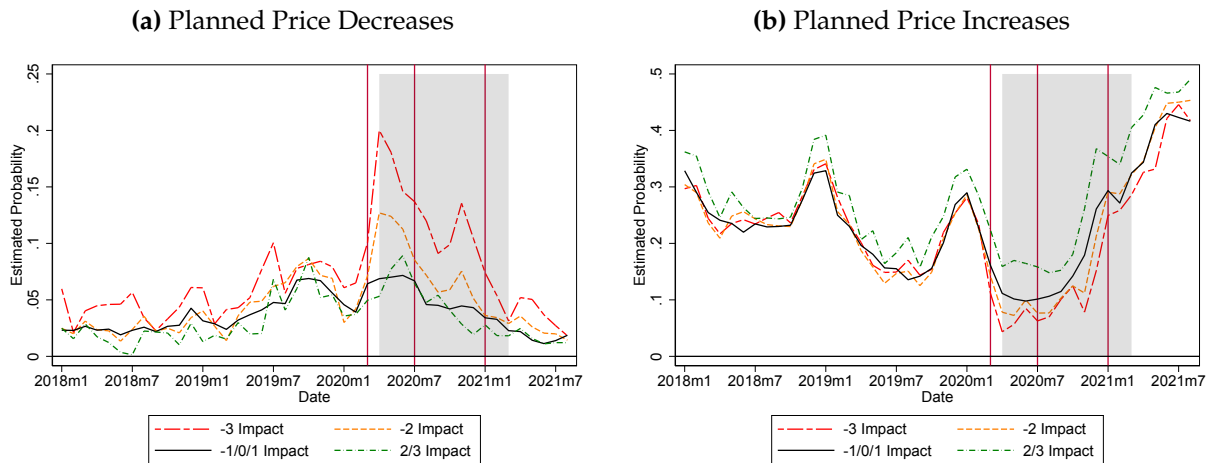 (a) Planned Price Decreases
Estimated Probability
.25
.2
.15
.1
.05
0
2018m1 2018m7 2019m1 2019m7 2020m1 2020m7 2021m1 2021m7
Date
-3 Impact -2 Impact
-1/0/1 Impact 2/3 Impact
(b) Planned Price Increases
Estimated Probability
.5
.4
.3
.2
.1
0
2018m1 2018m7 2019m1 2019m7 2020m1 2020m7 2021m1 2021m7
Date
-3 Impact -2 Impact
-1/0/1 Impact 2/3 Impact